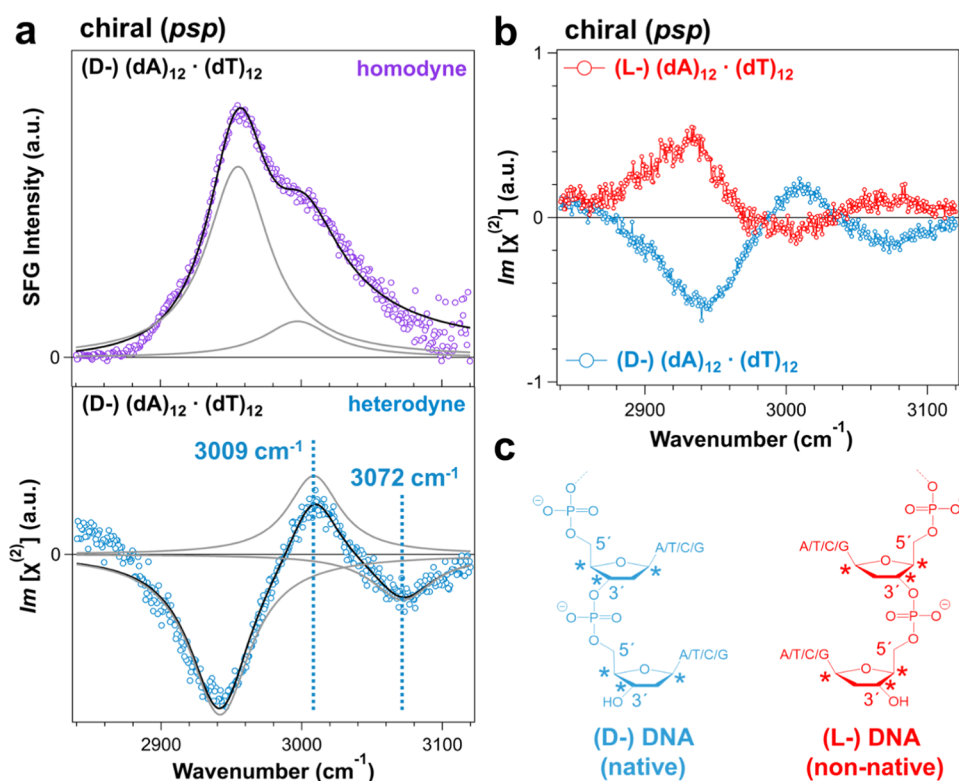 a
chiral (psp)
(D-) (dA)12 · (dT)12
homodyne
SFG Intensity (a.u.)
0
(D-) (dA)12 · (dT)12
heterodyne
3009 cm-1
3072 cm-1
Im [χ(2)] (a.u.)
0
2900
3000
3100
Wavenumber (cm-1)
b
chiral (psp)
1
(L-) (dA)12 · (dT)12
Im [χ(2)] (a.u.)
0
(D-) (dA)12 · (dT)12
-1
2900
3000
3100
Wavenumber (cm-1)
c
O
⊖
O
P
O
O
5´
A/T/C/G
O
*
*
*
3´
O
⊖
O
P
O
O
5´
A/T/C/G
O
*
*
*
HO
3´
(D-) DNA
(native)
O
⊖
O
P
O
O
5´
A/T/C/G
O
*
*
*
3´
O
⊖
O
P
O
O
5´
A/T/C/G
O
*
*
*
3´
OH
(L-) DNA
(non-native)